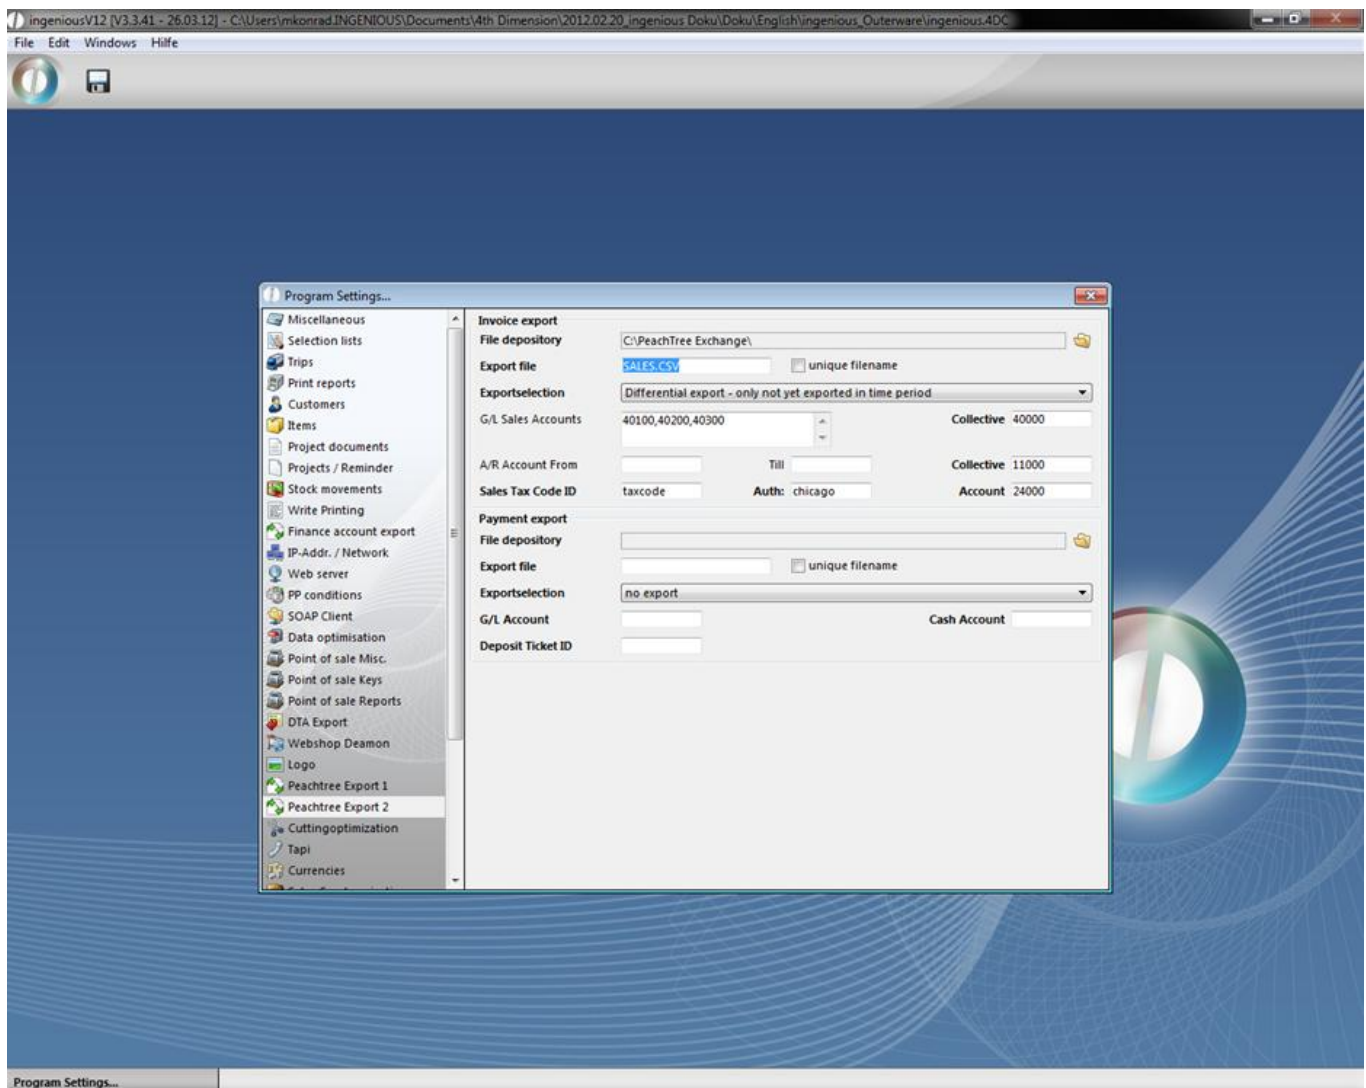 ingeniousV12 [V3.3.41 - 26.03.12] - C:\Users\mkonrad.INGENIOUS\Documents\4th Dimension\2012.02.20_ingenious Doku\Doku\English\ingenious_Outerware\ingenious.4DC
File Edit Windows Hilfe
Program Settings...
Miscellaneous
Selection lists
Trips
Print reports
Customers
Items
Project documents
Projects / Reminder
Stock movements
Write Printing
Finance account export
IP-Addr. / Network
Web server
PP conditions
SOAP Client
Data optimisation
Point of sale Misc.
Point of sale Keys
Point of sale Reports
DTA Export
Webshop Deamon
Logo
Peachtree Export 1
Peachtree Export 2
Cuttingoptimization
Tapi
Currencies
Invoice export
File depository C:\PeachTree Exchange\
Export file SALES.CSV unique filename
Exportselection Differential export - only not yet exported in time period
G/L Sales Accounts 40100,40200,40300 Collective 40000
A/R Account From Till Collective 11000
Sales Tax Code ID taxcode Auth: chicago Account 24000
Payment export
File depository
Export file unique filename
Exportselection no export
G/L Account Cash Account
Deposit Ticket ID
Program Settings...